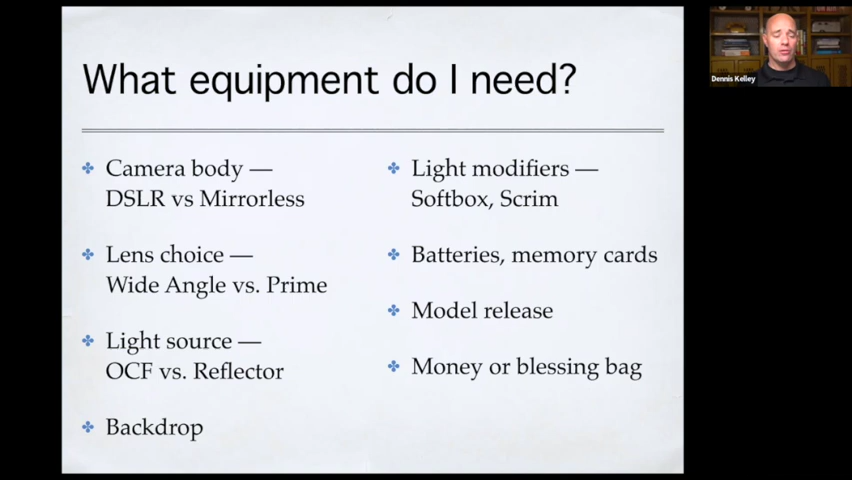 What equipment do I need?
Camera body —
DSLR vs Mirrorless
Lens choice —
Wide Angle vs. Prime
Light source —
OCF vs. Reflector
Backdrop
Light modifiers —
Softbox, Scrim
Batteries, memory cards
Model release
Money or blessing bag
Dennis Kelley